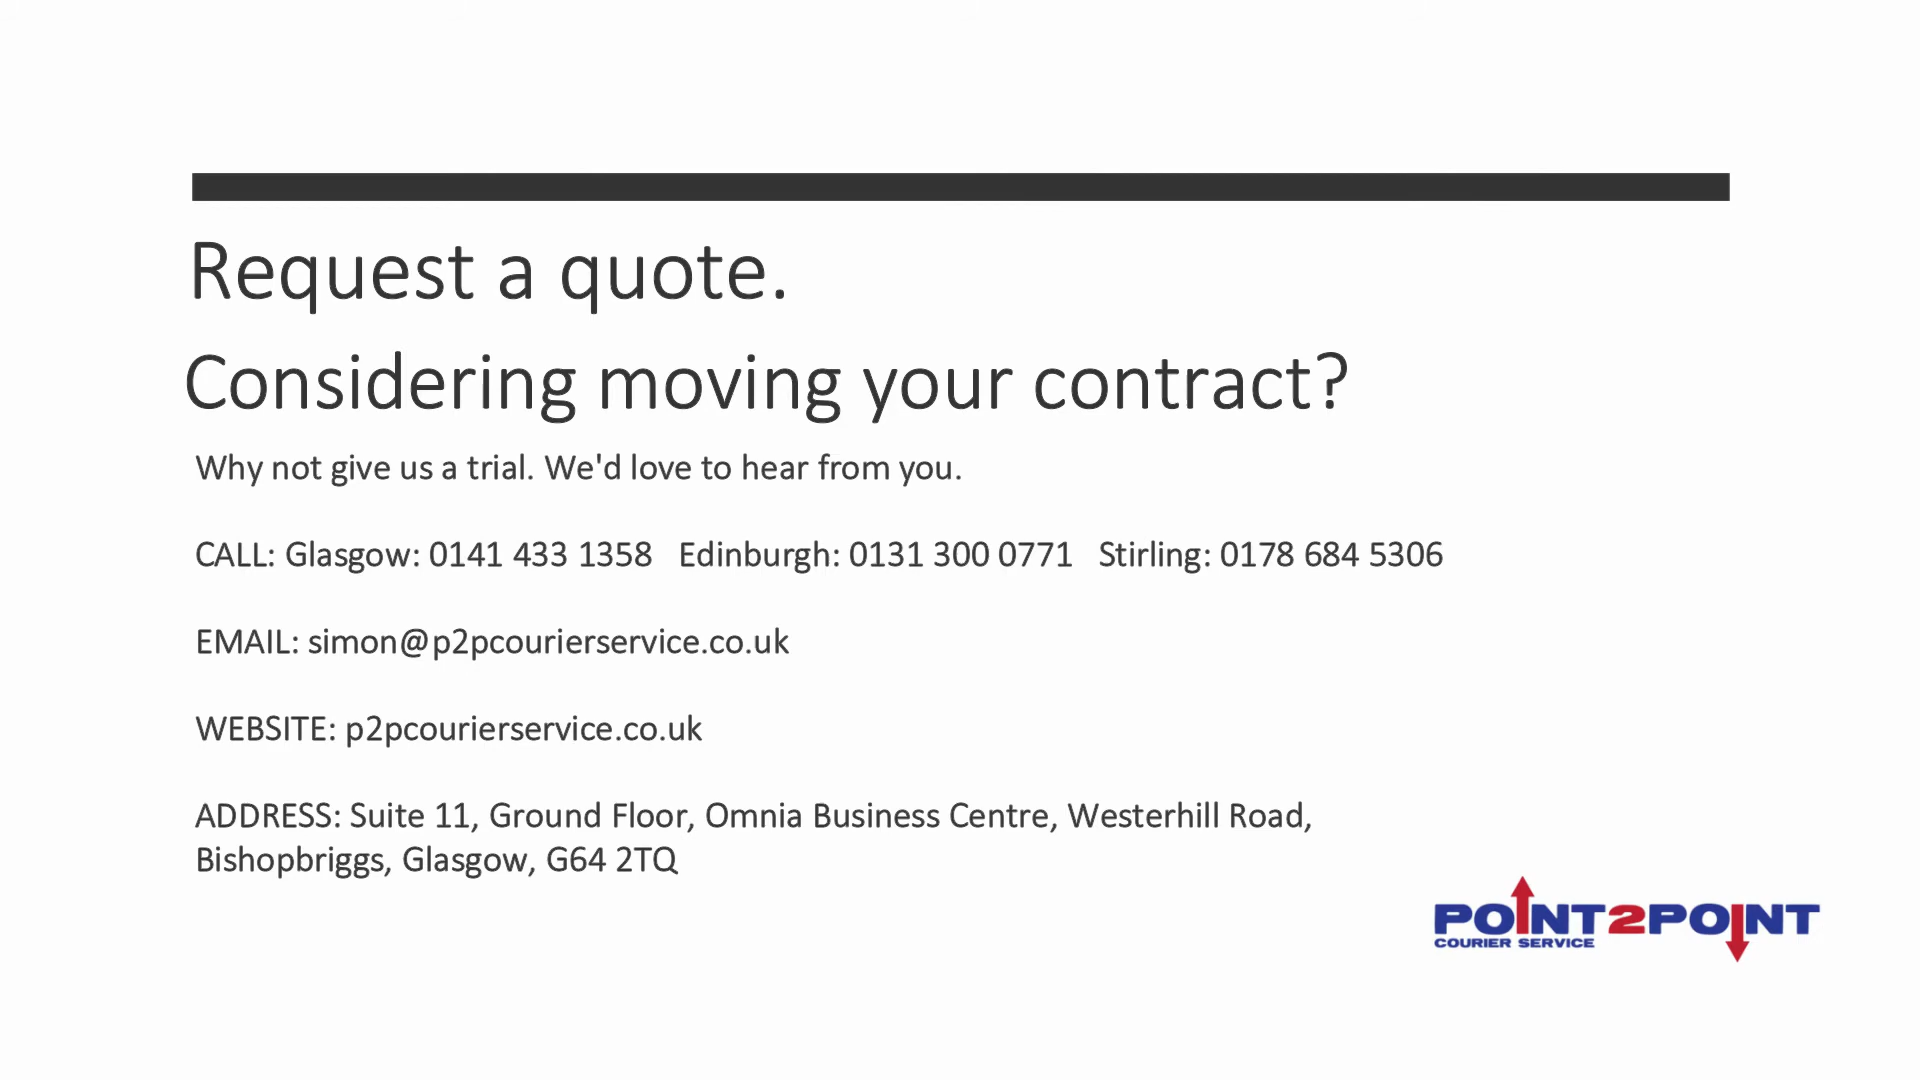 Request a quote.
Considering moving your contract?
Why not give us a trial. We'd love to hear from you.
CALL: Glasgow: 0141 433 1358   Edinburgh: 0131 300 0771   Stirling: 0178 684 5306
EMAIL: simon@p2pcourierservice.co.uk
WEBSITE: p2pcourierservice.co.uk
ADDRESS: Suite 11, Ground Floor, Omnia Business Centre, Westerhill Road,
Bishopbriggs, Glasgow, G64 2TQ
POINT2POINT
COURIER SERVICE